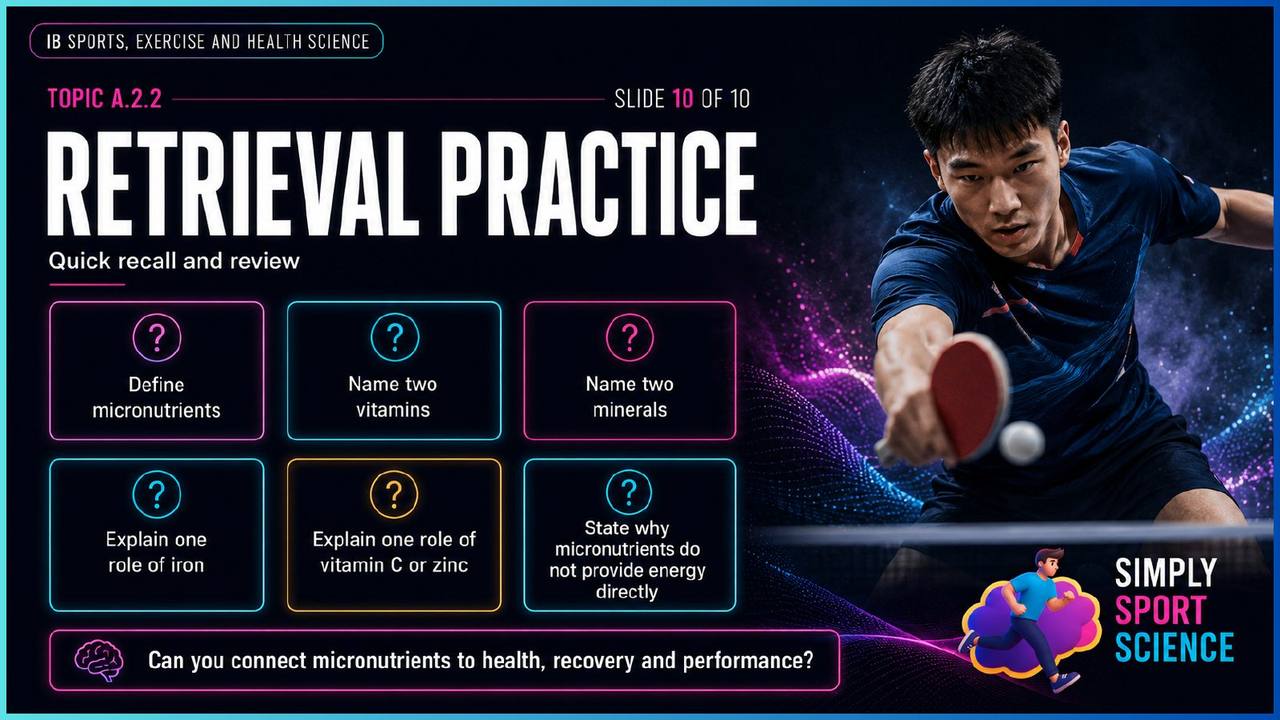 IB SPORTS, EXERCISE AND HEALTH SCIENCE
TOPIC A.2.2
SLIDE 10 OF 10
RETRIEVAL PRACTICE
Quick recall and review
?
Define
micronutrients
?
Name two
vitamins
?
Name two
minerals
?
Explain one
role of iron
?
Explain one role of
vitamin C or zinc
?
State why
micronutrients do
not provide energy
directly
Can you connect micronutrients to health, recovery and performance?
SIMPLY
SPORT
SCIENCE